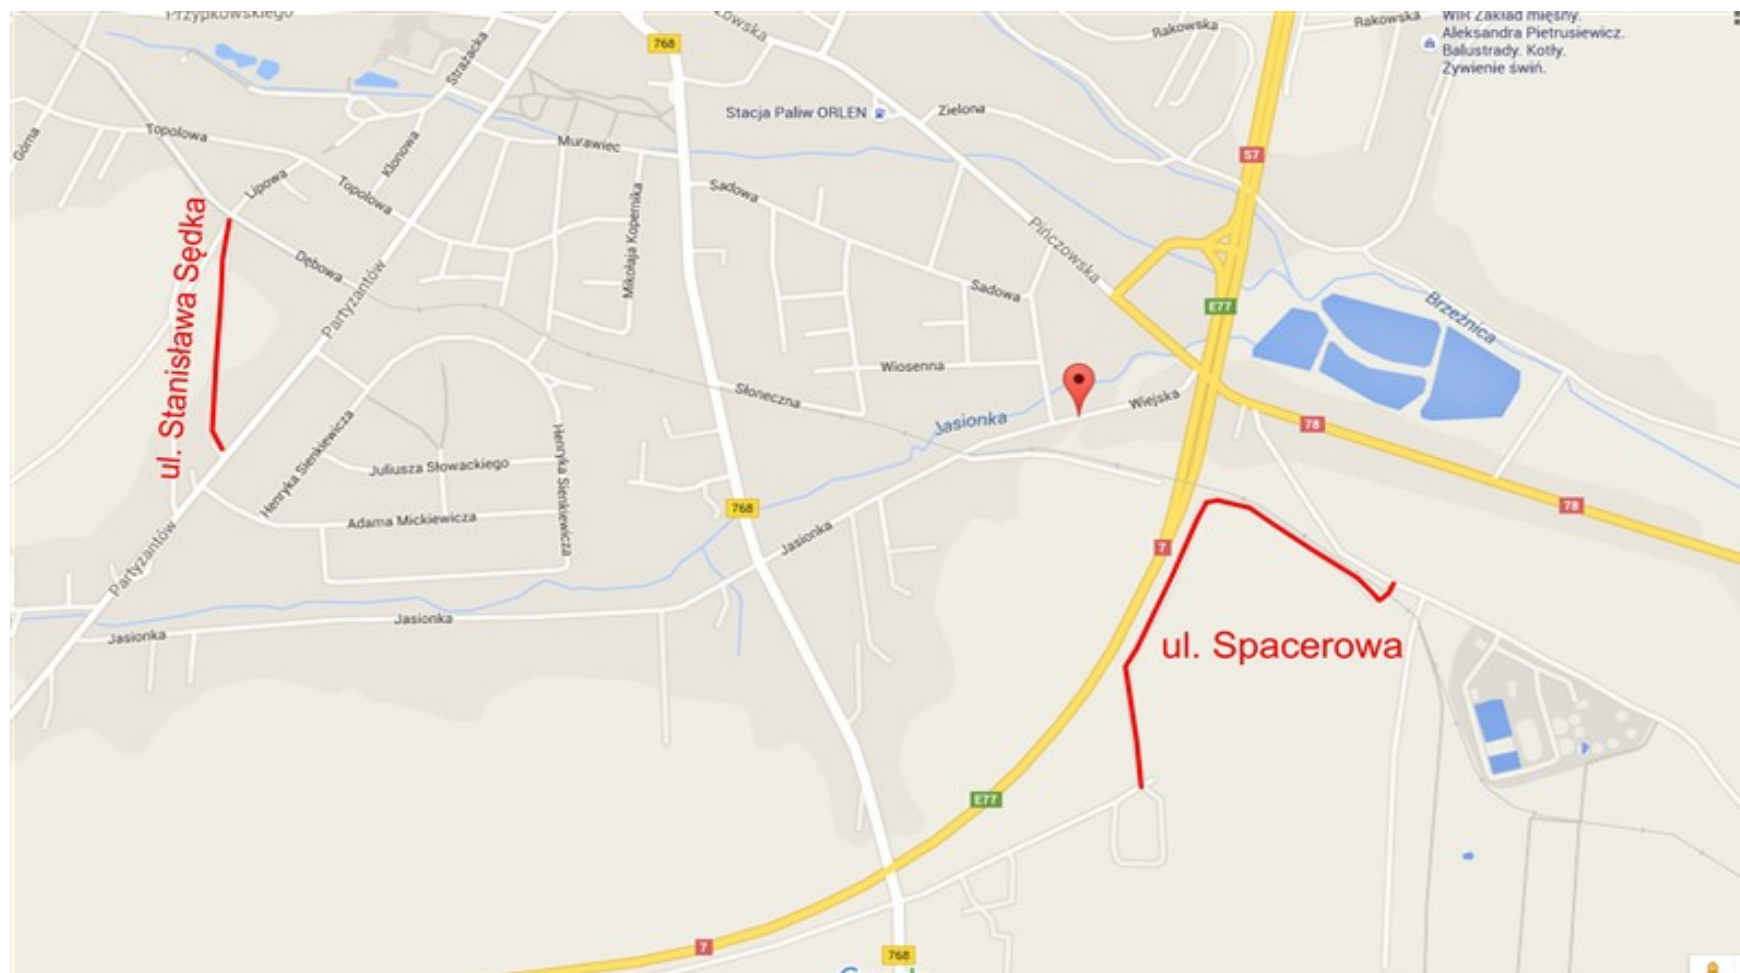 Przypkowskiego
768
Strażacka
Rakowska
Rakowska
WIR Zakład mięsny.
Aleksandra Pietrusiewicz.
Balustrady. Kotły.
Żywienie świń.
Stacja Paliw ORLEN
Zielona
Górna
Topolowa
Klonowa
Murawiec
S7
Lipowa
Topolowa
Sadowa
Mikołaja Kopernika
ul. Stanisława Sędka
Dębowa
Partyzantów
Pińczowska
Sadowa
E77
Brzeźnica
Wiosenna
Słoneczna
Wiejska
Jasionka
78
Henryka Sienkiewicza
Juliusza Słowackiego
Henryka Sienkiewicza
Adama Mickiewicza
768
78
Jasionka
7
Partyzantów
Jasionka
Jasionka
ul. Spacerowa
E77
7
768